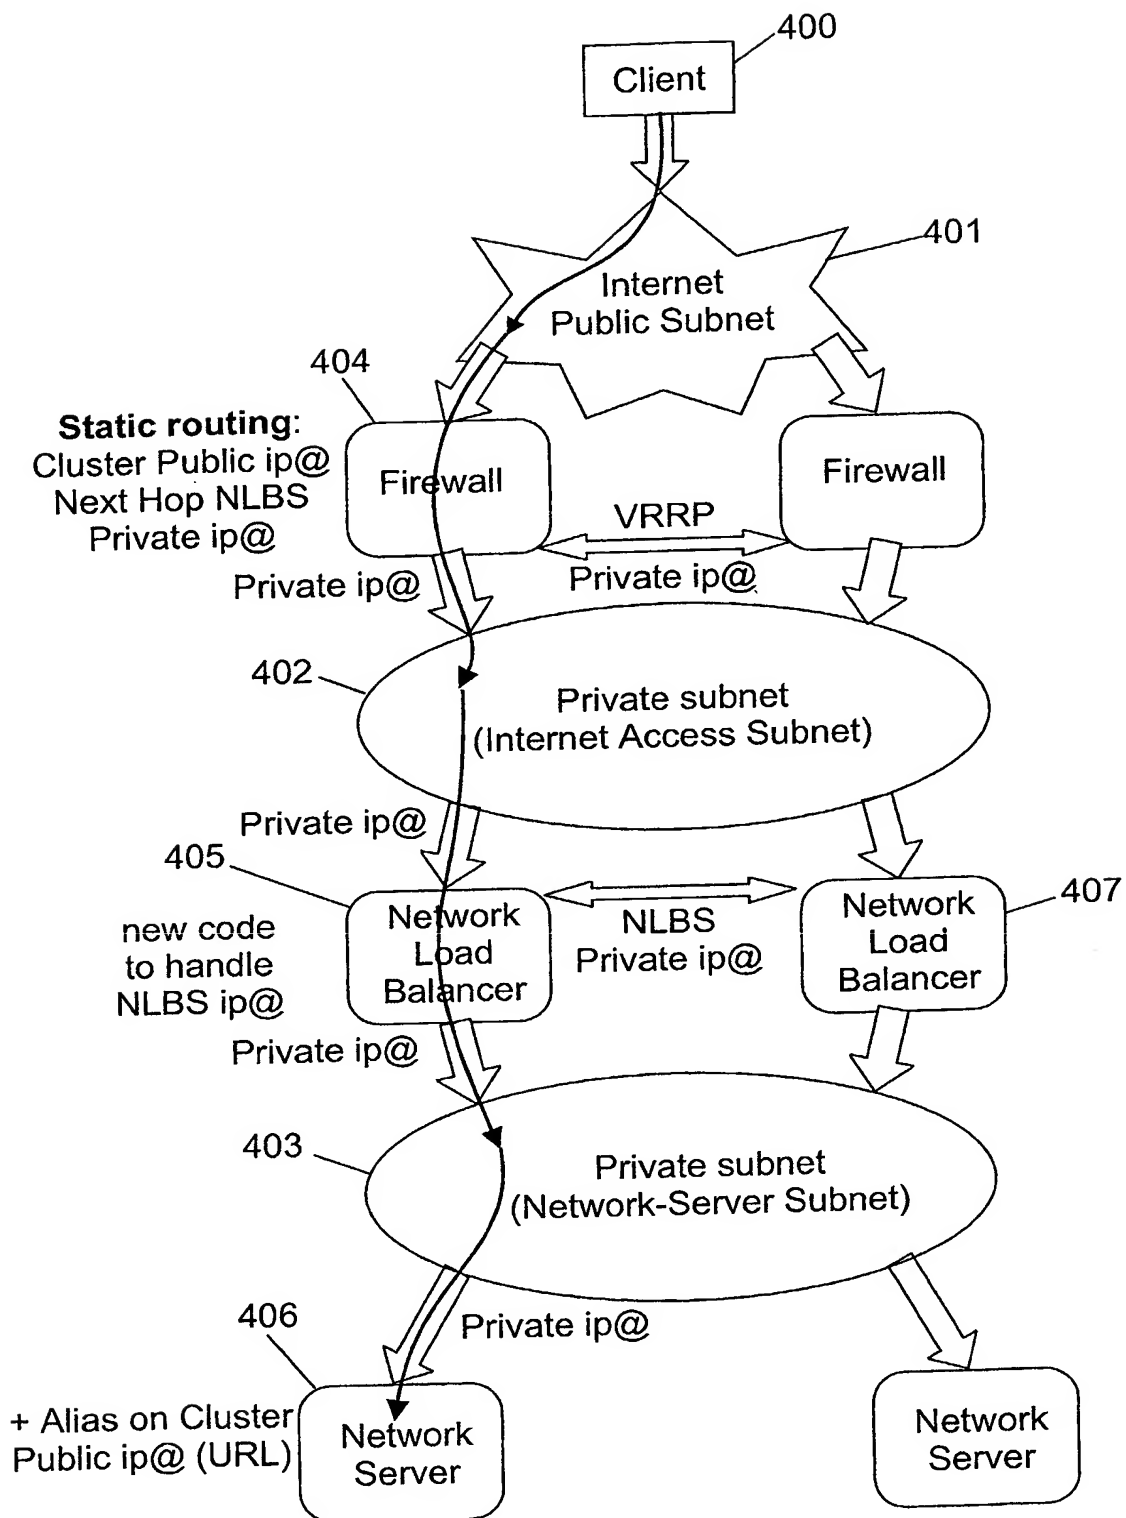 400
Client
401
Internet
Public Subnet
404
Static routing:
Cluster Public ip@
Next Hop NLBS
Private ip@
Firewall
Firewall
VRRP
Private ip@
Private ip@
402
Private subnet
(Internet Access Subnet)
Private ip@
405
407
new code
to handle
NLBS ip@
Network
Load
Balancer
NLBS
Private ip@
Network
Load
Balancer
Private ip@
403
Private subnet
(Network-Server Subnet)
406
Private ip@
+ Alias on Cluster
Public ip@ (URL)
Network
Server
Network
Server